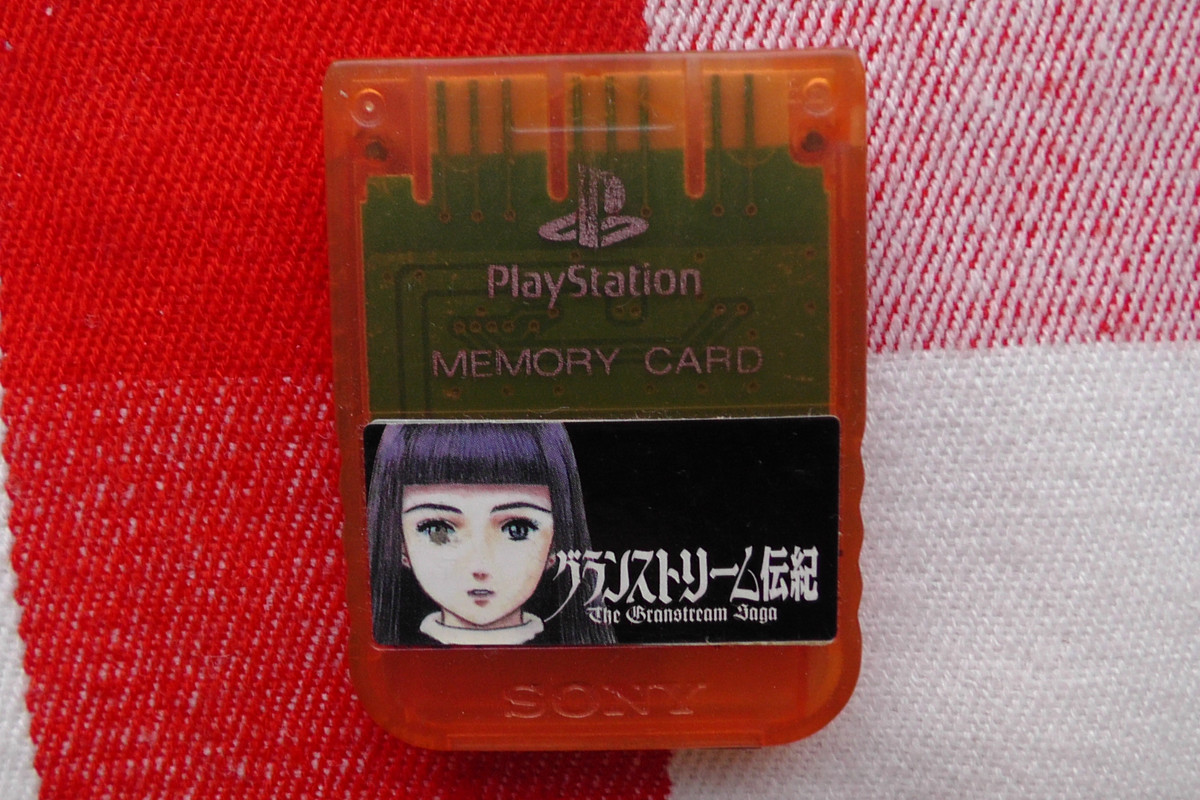 PlayStation
MEMORY CARD
グランストリーム伝紀
The Granstream Saga
SONY